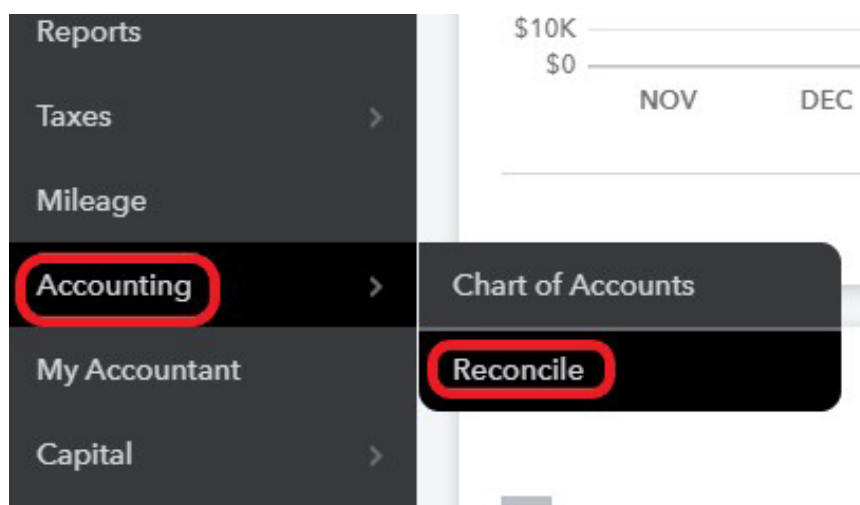 Reports
Taxes
Mileage
Accounting
My Accountant
Capital
Chart of Accounts
Reconcile
$10K
$0
NOV DEC